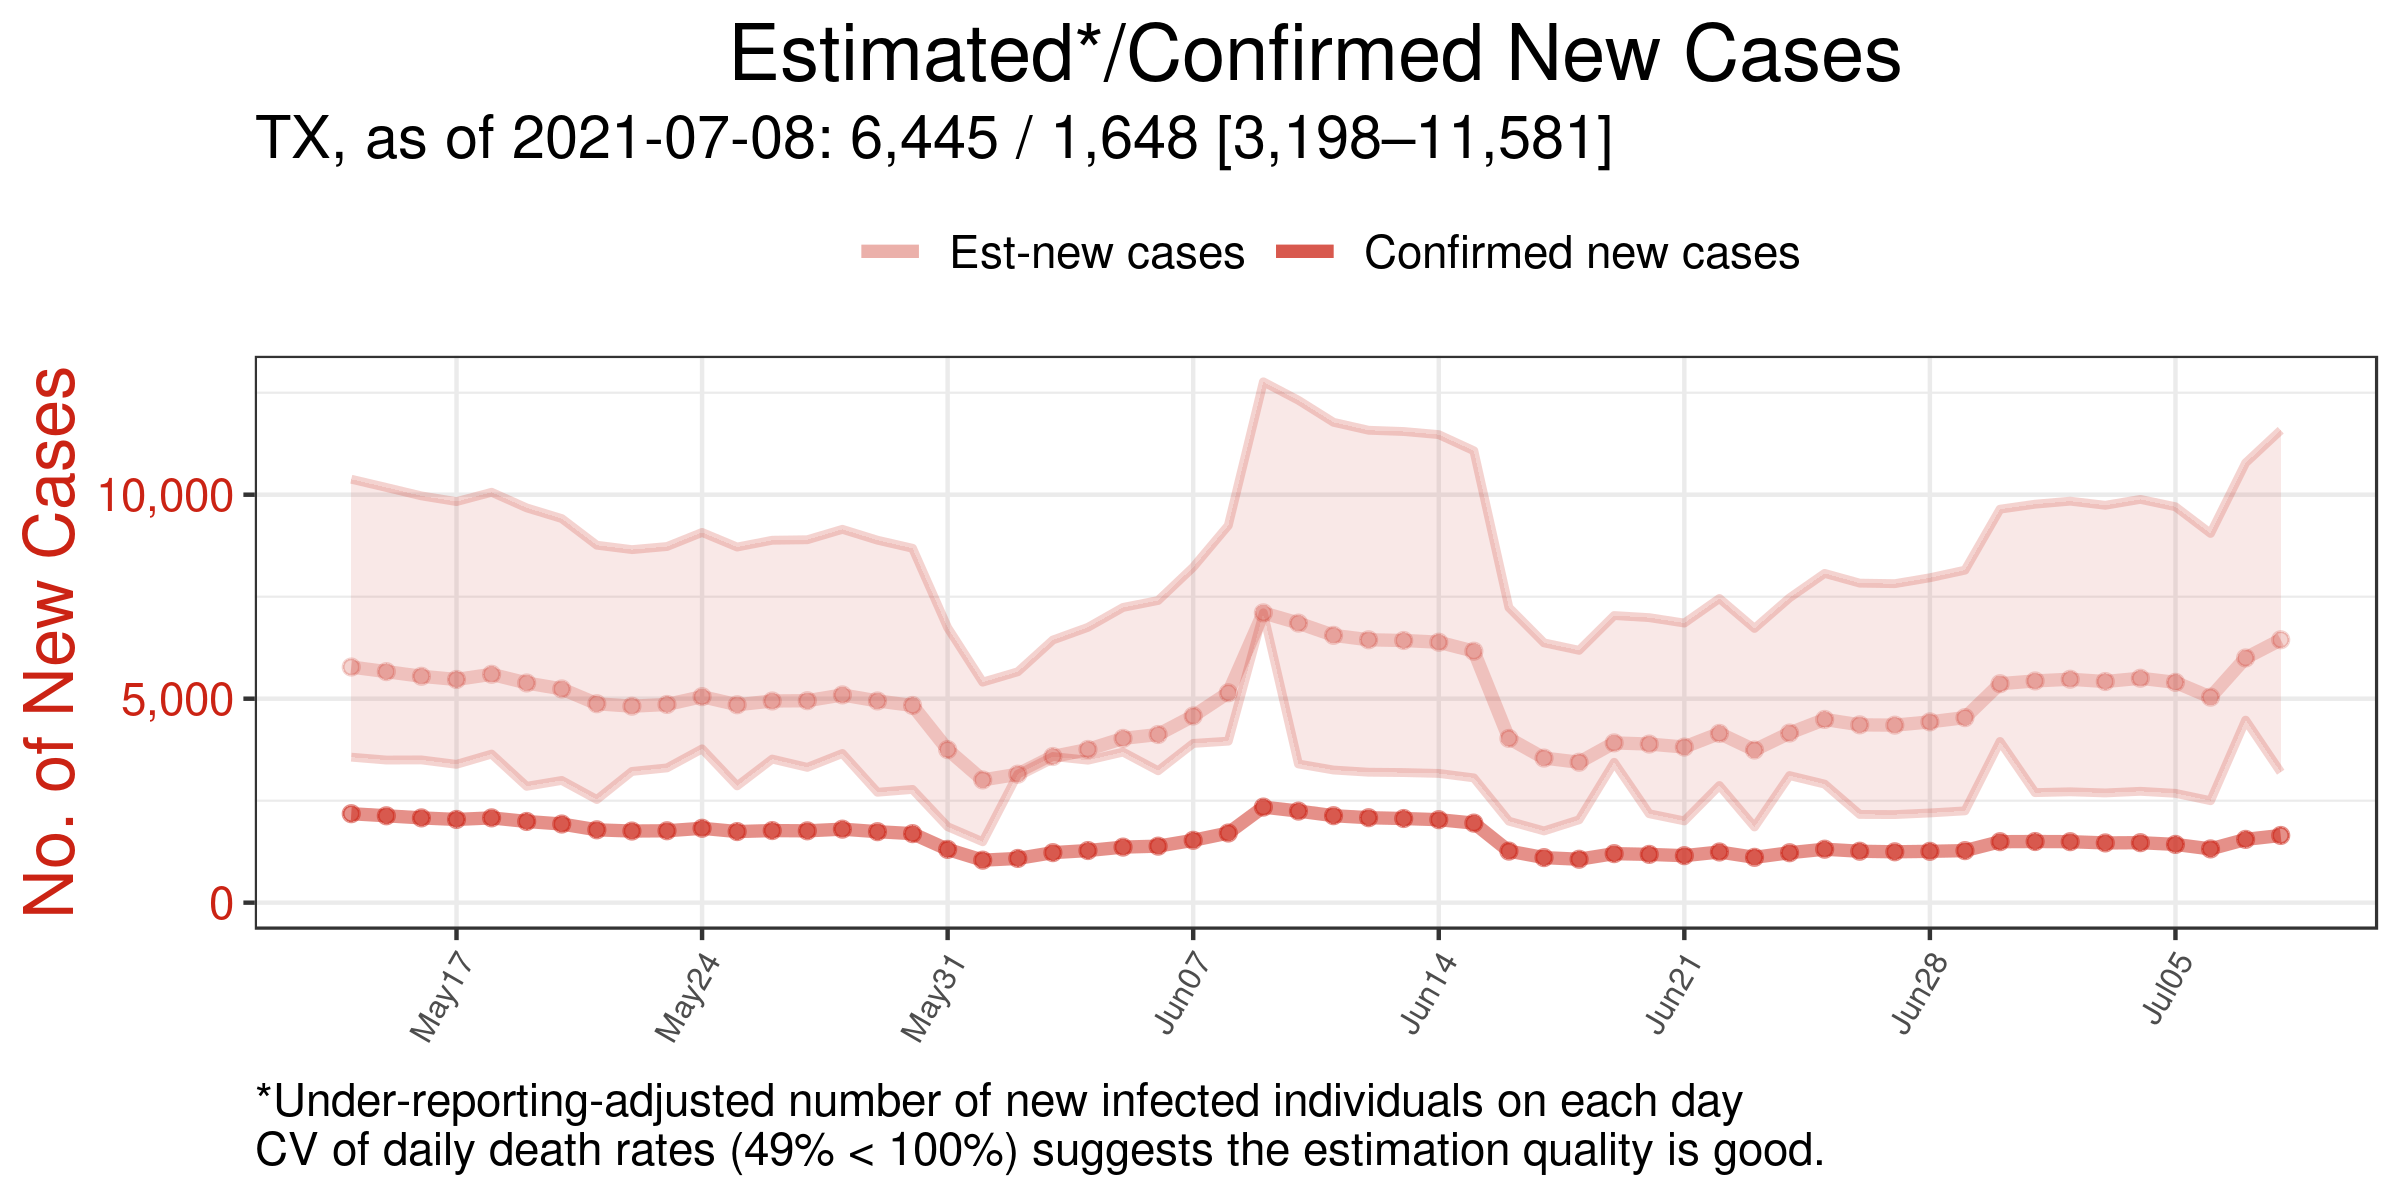 Estimated*/Confirmed New Cases
TX, as of 2021-07-08: 6,445 / 1,648 [3,198–11,581]
Est-new cases
Confirmed new cases
No. of New Cases
10,000
5,000
0
May17
May24
May31
Jun07
Jun14
Jun21
Jun28
Jul05
*Under-reporting-adjusted number of new infected individuals on each day
CV of daily death rates (49% < 100%) suggests the estimation quality is good.